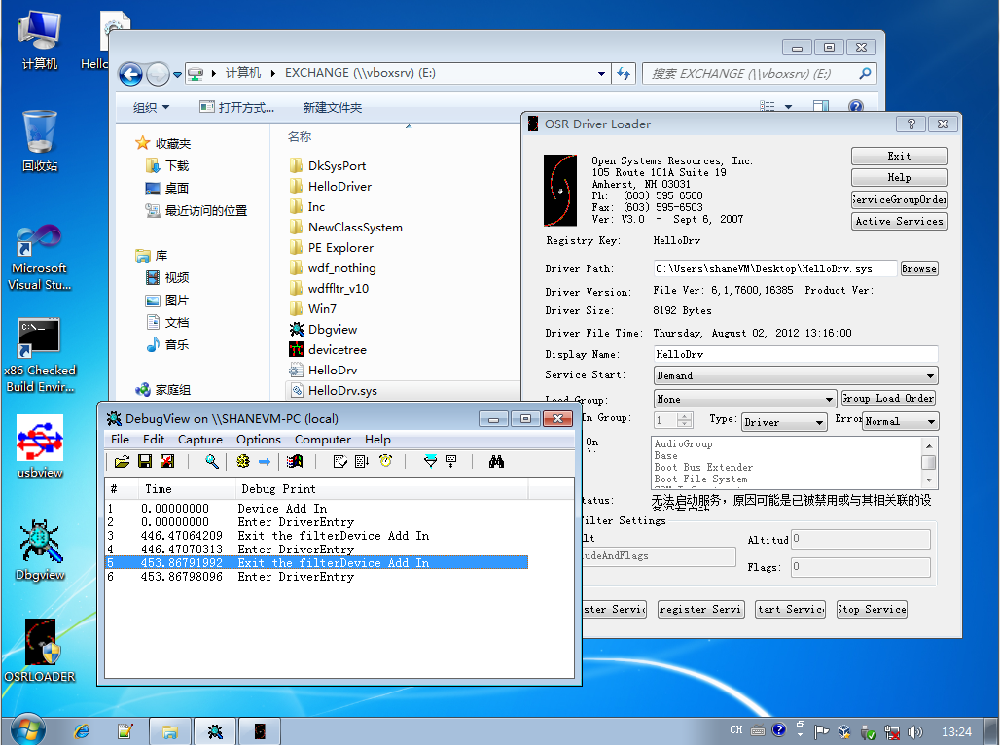 计算机
Hello
回收站
Microsoft
Visual Stu...
x86 Checked
Build Envir...
usbview
Dbgview
OSRLOADER
计算机 EXCHANGE (\\vboxsrv) (E:)
搜索 EXCHANGE (\\vboxsrv) (E:)
组织 打开方式... 新建文件夹
收藏夹
下载
桌面
最近访问的位置
库
视频
图片
文档
音乐
家庭组
名称
DkSysPort
HelloDriver
Inc
NewClassSystem
PE Explorer
wdf_nothing
wdffltr_v10
Win7
Dbgview
devicetree
HelloDrv
HelloDrv.sys
OSR Driver Loader
Open Systems Resources, Inc.
105 Route 101A Suite 19
Amherst, NH 03031
Ph: (603) 595-6500
Fax: (603) 595-6503
Ver: V3.0 - Sept 6, 2007
Exit
Help
ServiceGroupOrder
Active Services
Registry Key: HelloDrv
Driver Path: C:\Users\shaneVM\Desktop\HelloDrv.sys Browse
Driver Version: File Ver: 6,1,7600,16385 Product Ver:
Driver Size: 8192 Bytes
Driver File Time: Thursday, August 02, 2012 13:16:00
Display Name: HelloDrv
Service Start: Demand
Load Group: None Group Load Order
In Group: 1 Type: Driver Error Normal
On
AudioGroup
Base
Boot Bus Extender
Boot File System
tatus: 无法启动服务，原因可能是已被禁用或与其相关联的设
ilter Settings
lt Altitud 0
udeAndFlags Flags: 0
ster Servic register Servi tart Servic Stop Service
DebugView on \\SHANEVM-PC (local)
File Edit Capture Options Computer Help
# Time Debug Print
1 0.00000000 Device Add In
2 0.00000000 Enter DriverEntry
3 446.47064209 Exit the filterDevice Add In
4 446.47070313 Enter DriverEntry
5 453.86791992 Exit the filterDevice Add In
6 453.86798096 Enter DriverEntry
CH 13:24